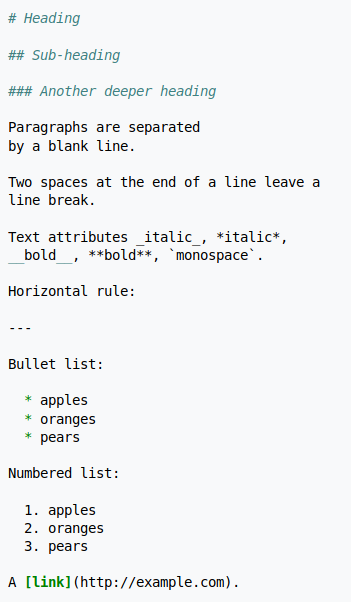 # Heading

## Sub-heading

### Another deeper heading

Paragraphs are separated
by a blank line.

Two spaces at the end of a line leave a
line break.

Text attributes _italic_, *italic*,
__bold__, **bold**, `monospace`.

Horizontal rule:

---

Bullet list:

  * apples
  * oranges
  * pears

Numbered list:

  1. apples
  2. oranges
  3. pears

A [link](http://example.com).